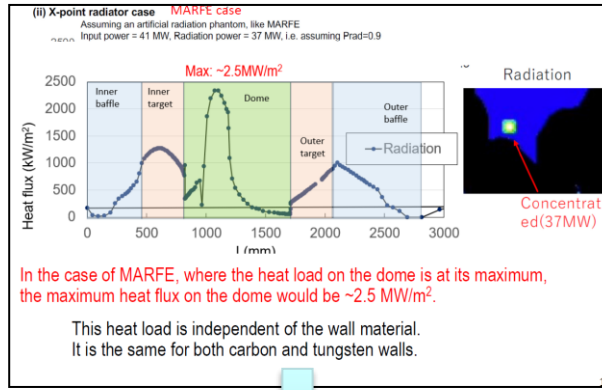 (ii) X-point radiator case MARFE case
Assuming an artificial radiation phantom, like MARFE
Input power = 41 MW, Radiation power = 37 MW, i.e. assuming Prad=0.9
Max: ~2.5MW/m²
Radiation
2500
2000
1500
1000
500
0
Heat flux (kW/m²)
Inner
baffle
Inner
target
Dome
Outer
target
Outer
baffle
Radiation
0 500 1000 1500 2000 2500 3000
(mm)
Concentrat
ed(37MW)
In the case of MARFE, where the heat load on the dome is at its maximum,
the maximum heat flux on the dome would be ~2.5 MW/m².
This heat load is independent of the wall material.
It is the same for both carbon and tungsten walls.